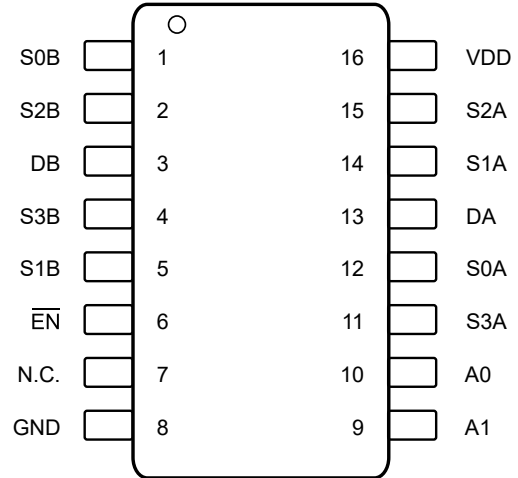 S0B 1 16 VDD
S2B 2 15 S2A
DB 3 14 S1A
S3B 4 13 DA
S1B 5 12 S0A
EN 6 11 S3A
N.C. 7 10 A0
GND 8 9 A1